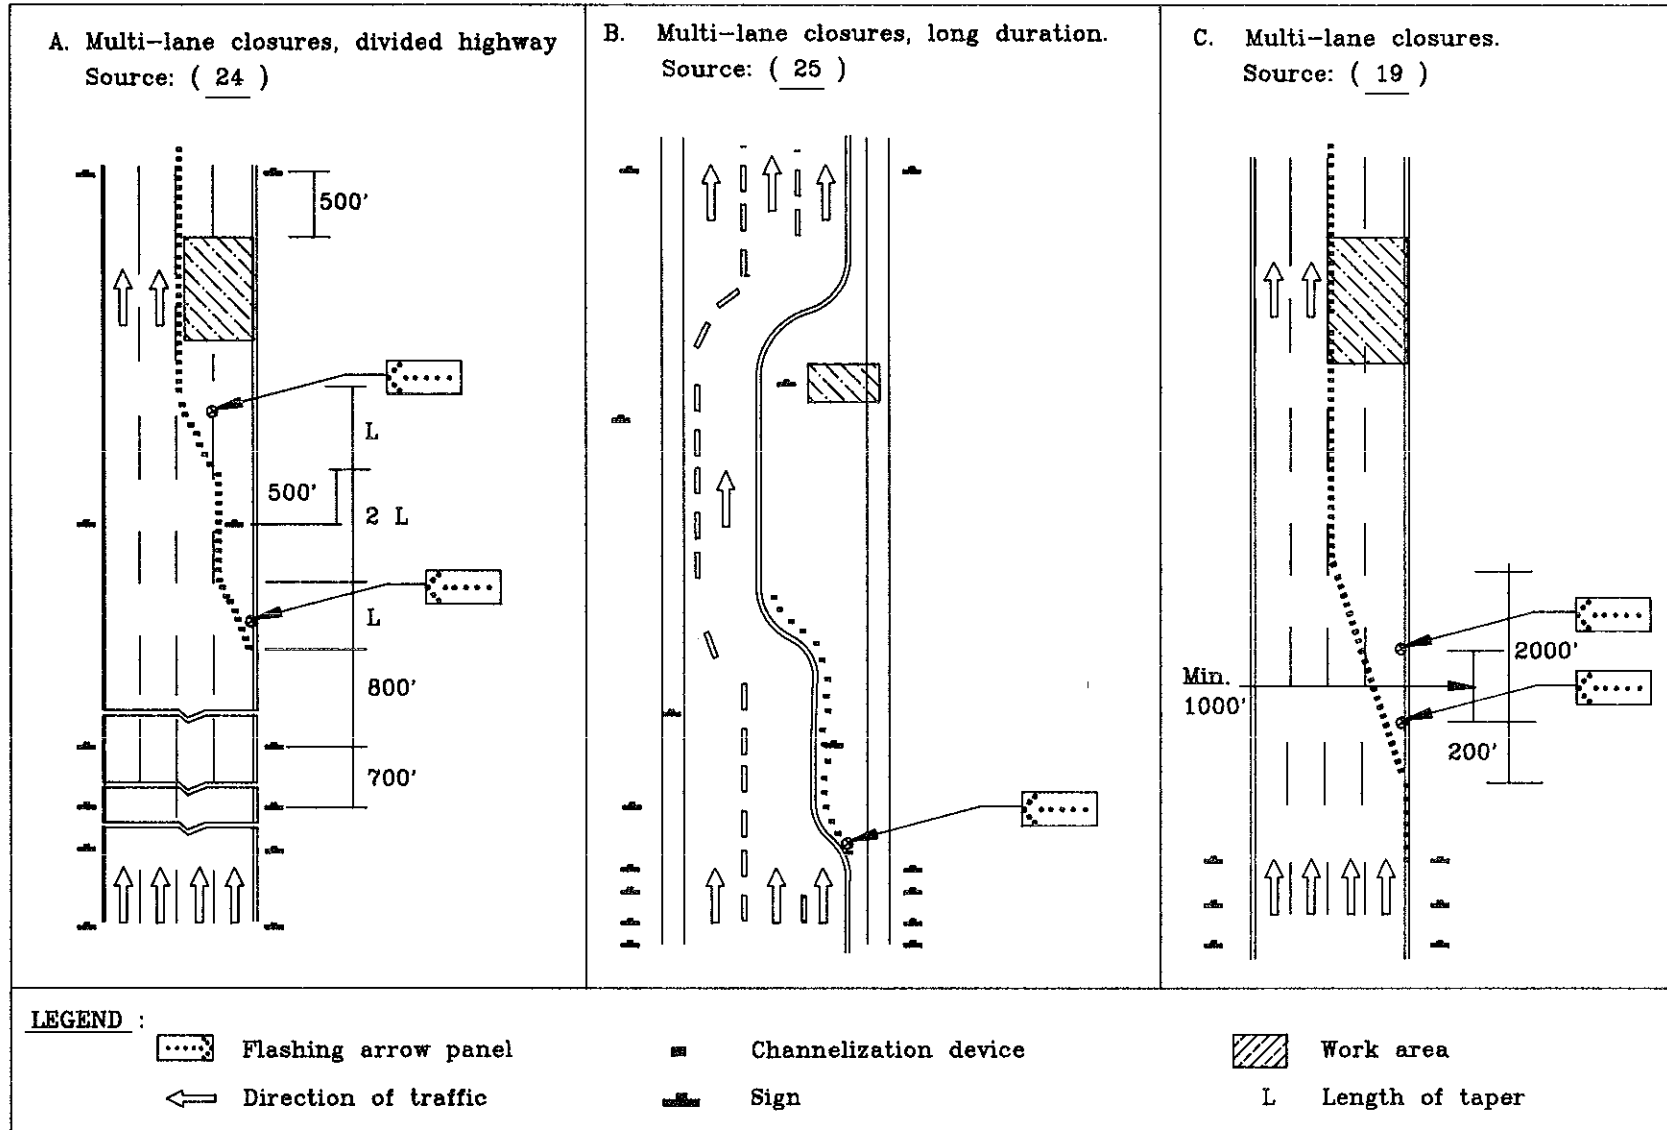 A. Multi-lane closures, divided highway
Source: ( 24 )
500'
L
500'
2 L
L
800'
700'
B. Multi-lane closures, long duration.
Source: ( 25 )
C. Multi-lane closures.
Source: ( 19 )
2000'
Min.
1000'
200'
LEGEND :
Flashing arrow panel
Channelization device
Work area
Direction of traffic
Sign
L Length of taper